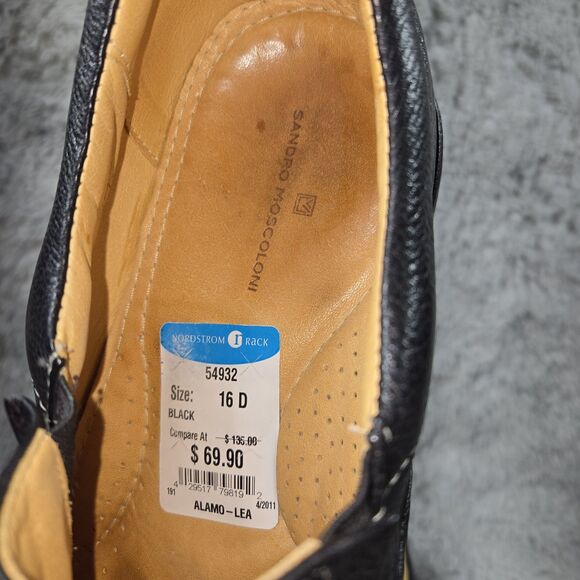 SANDRO MOSCOLONI
NORDSTROM r rack
54932
Size: 16 D
BLACK
Compare At $ 135.00
$ 69.90
4 29517 79819 2
191 4/2011
ALAMO-LEA